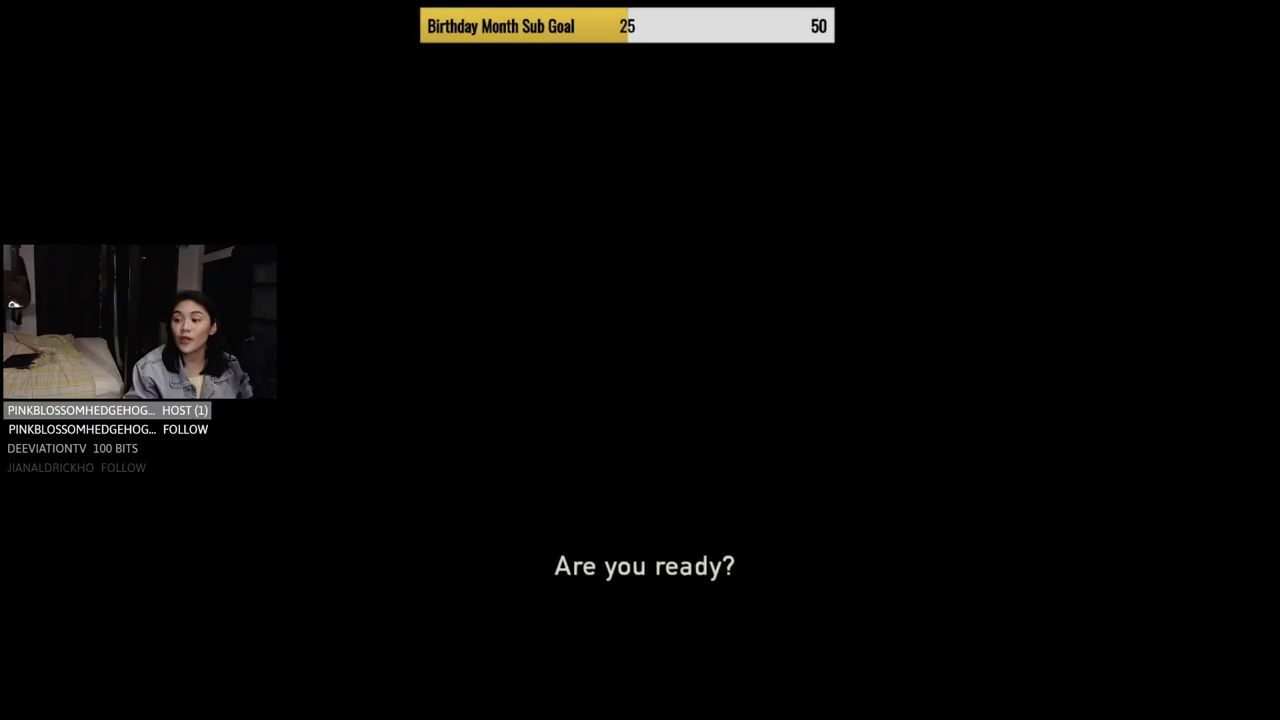 Birthday Month Sub Goal 25 50
PINKBLOSSOMHEDGEHOG... HOST (1)
PINKBLOSSOMHEDGEHOG... FOLLOW
DEEVIATIONTV 100 BITS
JIANALDRICKHO FOLLOW
Are you ready?